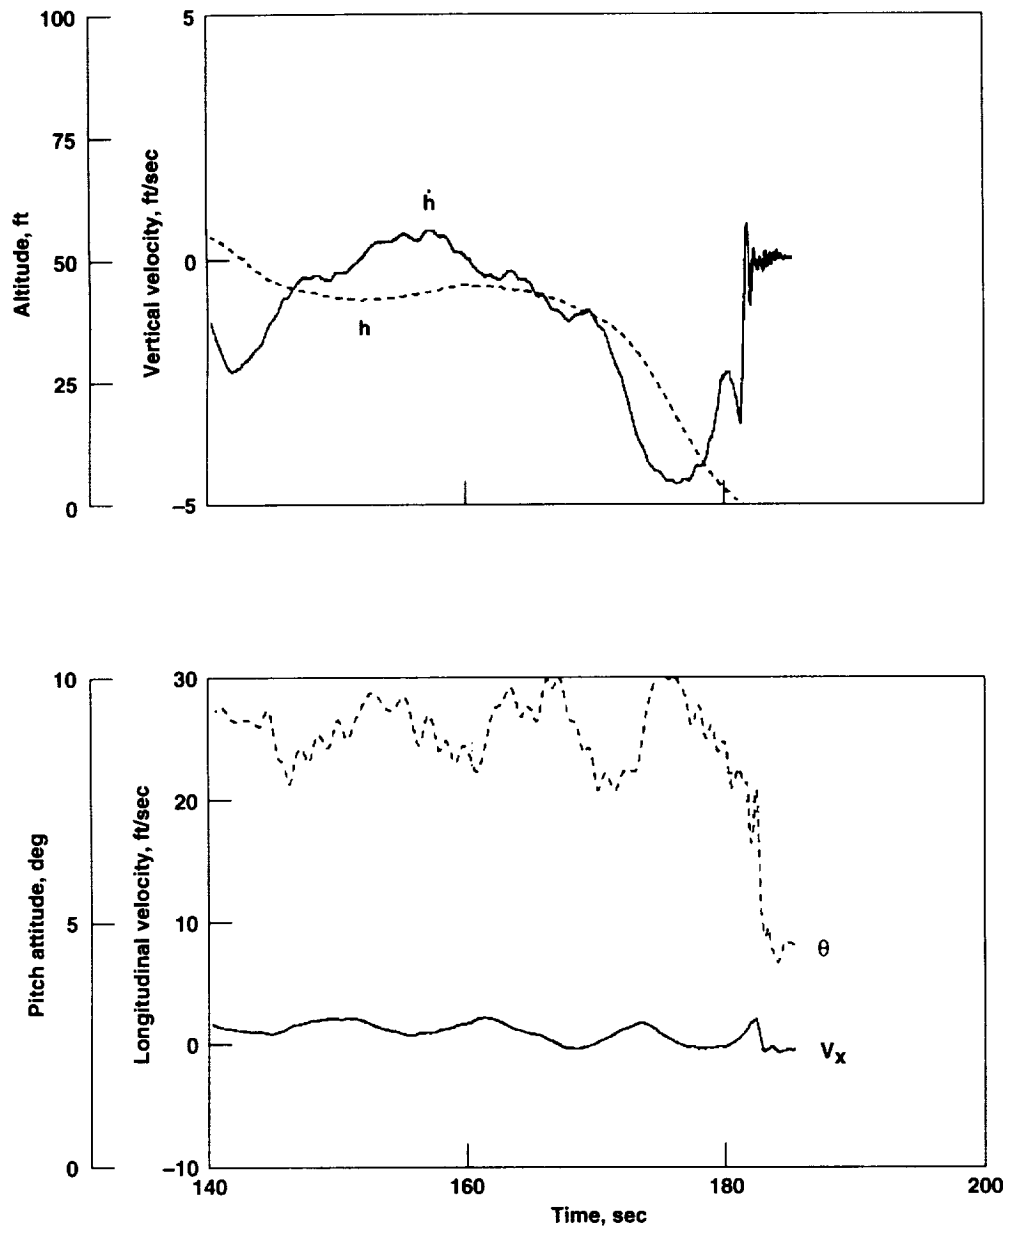 100
75
50
25
0
Altitude, ft
5
0
–5
Vertical velocity, ft/sec
ḣ
h
10
5
0
Pitch attitude, deg
30
20
10
0
–10
Longitudinal velocity, ft/sec
θ
Vx
140 160 180 200
Time, sec